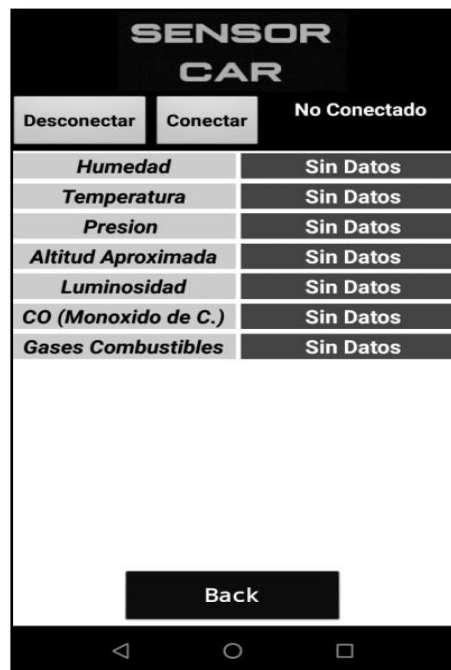 SENSOR
CAR
Desconectar Conectar No Conectado
Humedad Sin Datos
Temperatura Sin Datos
Presion Sin Datos
Altitud Aproximada Sin Datos
Luminosidad Sin Datos
CO (Monoxido de C.) Sin Datos
Gases Combustibles Sin Datos
Back